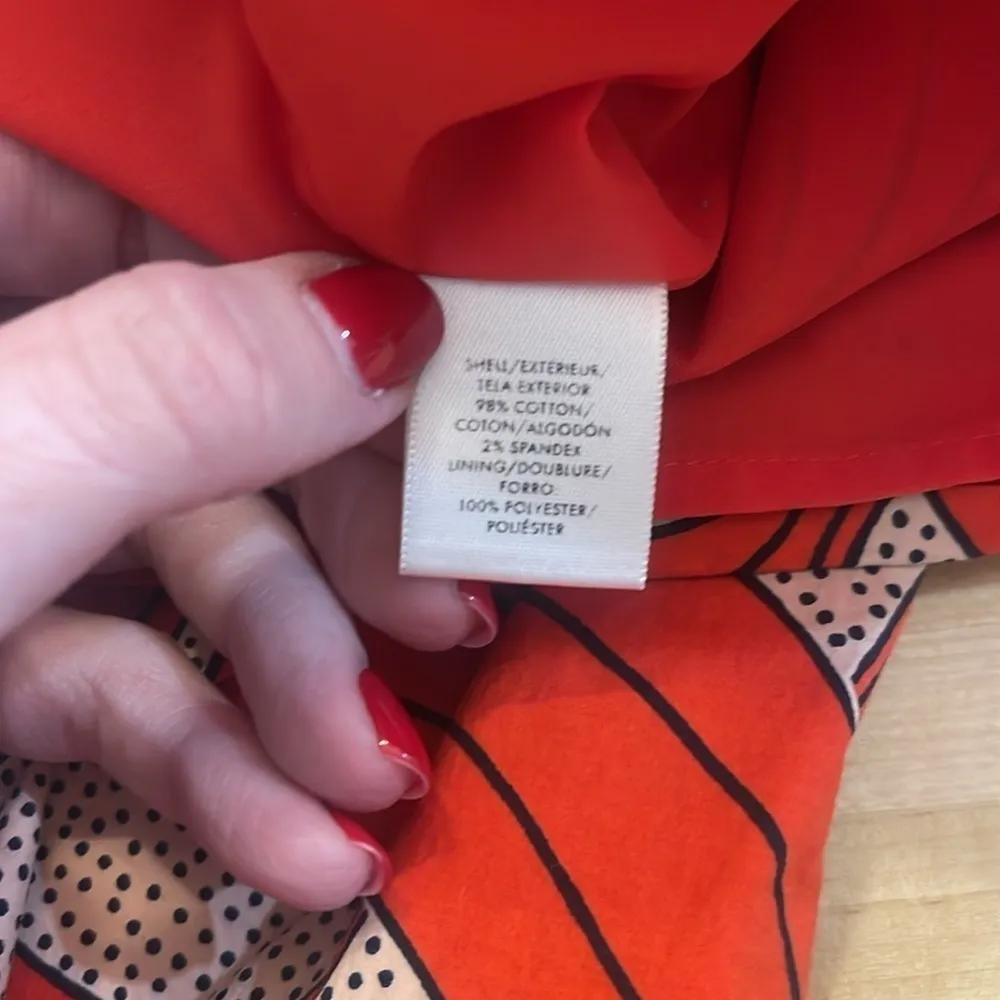 SHELL/EXTÉRIEUR/
TELA EXTERIOR
98% COTTON/
COTON/ALGODÓN
2% SPANDEX
LINING/DOUBLURE/
FORRO:
100% POLYESTER/
POLIÉSTER